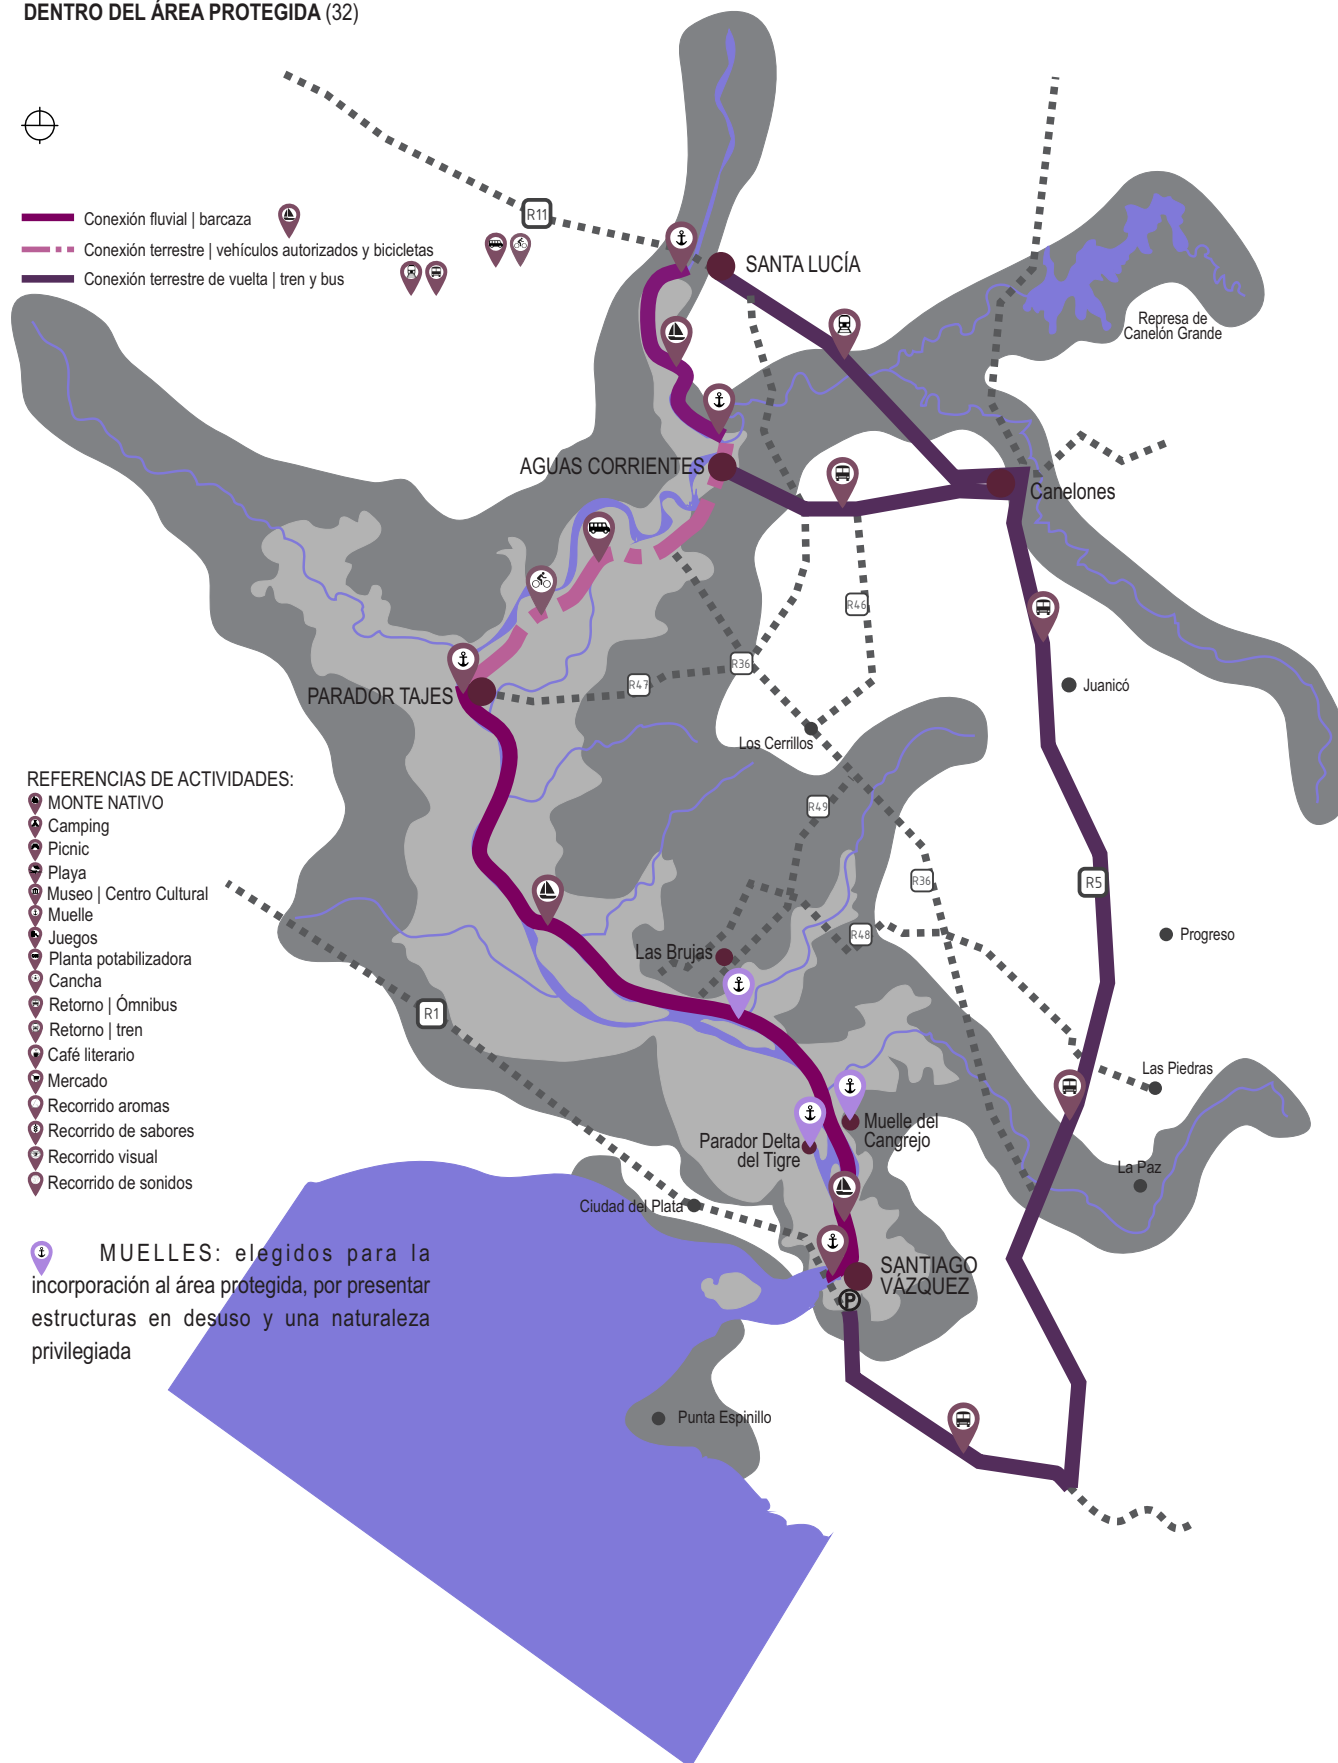 DENTRO DEL ÁREA PROTEGIDA (32)
Conexión fluvial | barcaza
Conexión terrestre | vehículos autorizados y bicicletas
Conexión terrestre de vuelta | tren y bus
R11
SANTA LUCÍA
Represa de
Canelón Grande
AGUAS CORRIENTES
Canelones
R46
R36
R47
PARADOR TAJES
Juanicó
Los Cerrillos
R49
R36
R5
R48
Progreso
Las Brujas
R1
Las Piedras
Muelle del
Cangrejo
Parador Delta
del Tigre
La Paz
Ciudad del Plata
SANTIAGO
VÁZQUEZ
P
Punta Espinillo
REFERENCIAS DE ACTIVIDADES:
MONTE NATIVO
Camping
Picnic
Playa
Museo | Centro Cultural
Muelle
Juegos
Planta potabilizadora
Cancha
Retorno | Ómnibus
Retorno | tren
Café literario
Mercado
Recorrido aromas
Recorrido de sabores
Recorrido visual
Recorrido de sonidos
MUELLES: elegidos para la
incorporación al área protegida, por presentar
estructuras en desuso y una naturaleza
privilegiada